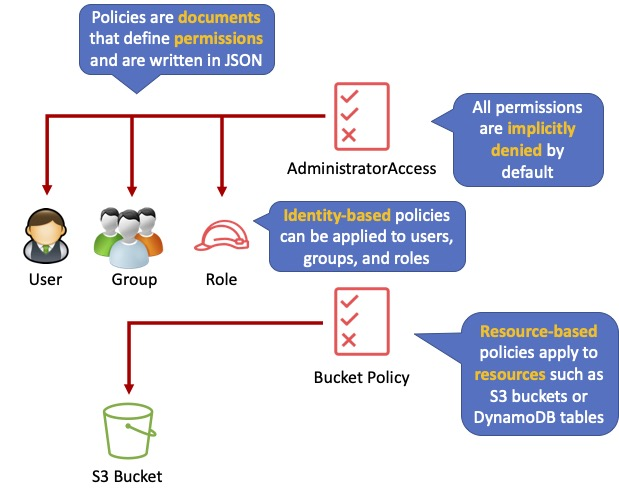 Policies are documents
that define permissions
and are written in JSON
All permissions
are implicitly
denied by
default
AdministratorAccess
Identity-based policies
can be applied to users,
groups, and roles
User
Group
Role
Resource-based
policies apply to
resources such as
S3 buckets or
DynamoDB tables
Bucket Policy
S3 Bucket